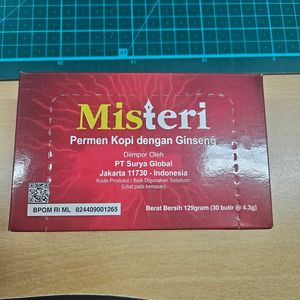 Misteri
Permen Kopi dengan Ginseng
Diimpor Oleh
PT Surya Global
Jakarta 11730 - Indonesia
Kode Produksi / Baik Digunakan Sebelum:
(Lihat pada kemasan)
BPOM RI ML 824409001265
Berat Bersih 129gram (30 butir @ 4.3g)